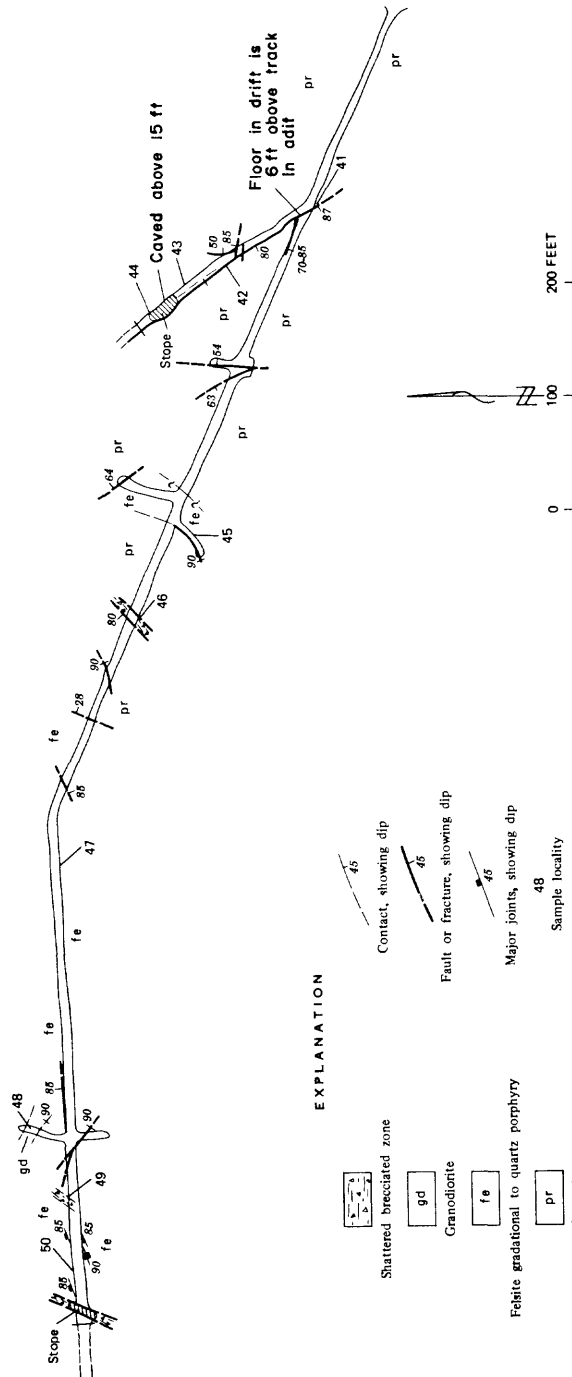 Stope
85
50
fe
85
90
85
fe
49
gd
48
90
90
85
fe
fe
47
85
fe
28
pr
90
80
46
pr
fe
64
pr
fe
90
45
63
54
pr
Stope
pr
pr
42
44
43
Caved above 15 ft
50
85
80
70-85
Floor in drift is
6 ft above track
in adit
87
41
pr
pr
EXPLANATION
Shattered brecciated zone
gd
Granodiorite
fe
Felsite gradational to quartz porphyry
pr
45
Contact, showing dip
45
Fault or fracture, showing dip
45
Major joints, showing dip
48
Sample locality
0 100 200 FEET